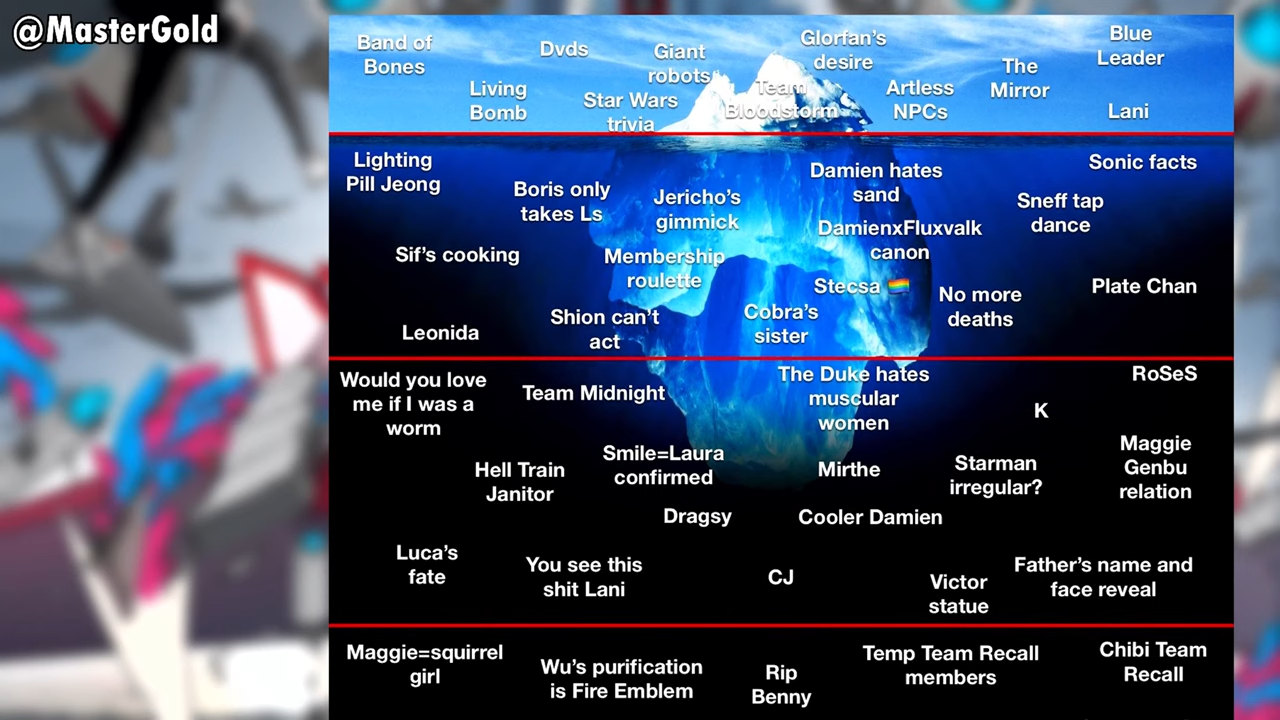 @MasterGold
Band of
Bones
Dvds
Giant
robots
Glorfan's
desire
Blue
Leader
Living
Bomb
Star Wars
trivia
Team
Bloodstorm
Artless
NPCs
The
Mirror
Lani
Lighting
Pill Jeong
Boris only
takes Ls
Jericho's
gimmick
Damien hates
sand
Sonic facts
Sneff tap
dance
Sif's cooking
Membership
roulette
DamienxFluxvalk
canon
Stecsa 🏳️‍🌈
No more
deaths
Plate Chan
Leonida
Shion can't
act
Cobra's
sister
Would you love
me if I was a
worm
Team Midnight
The Duke hates
muscular
women
K
RoSeS
Hell Train
Janitor
Smile=Laura
confirmed
Mirthe
Starman
irregular?
Maggie
Genbu
relation
Dragsy
Cooler Damien
Luca's
fate
You see this
shit Lani
CJ
Victor
statue
Father's name and
face reveal
Maggie=squirrel
girl
Wu's purification
is Fire Emblem
Rip
Benny
Temp Team Recall
members
Chibi Team
Recall